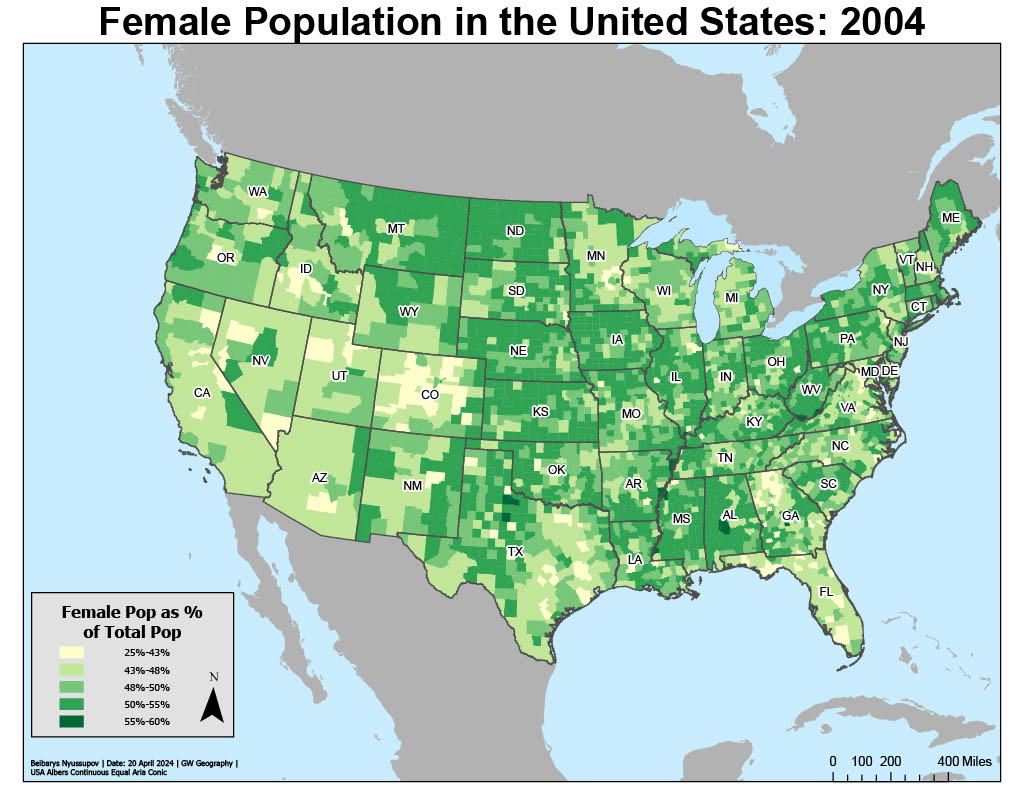 Female Population in the United States: 2004
WA
MT
ND
MN
ME
OR
ID
SD
WI
MI
VT
NH
NY
WY
CT
NV
UT
CO
NE
IA
IL
IN
OH
PA
NJ
CA
KS
MO
KY
WV
MD
DE
VA
AZ
NM
OK
AR
TN
NC
SC
TX
LA
MS
AL
GA
FL
Female Pop as %
of Total Pop
25%-43%
43%-48%
48%-50%
50%-55%
55%-60%
N
Beibarys Nyussupov | Date: 20 April 2024 | GW Geography |
USA Albers Continuous Equal Aria Conic
0 100 200 400 Miles